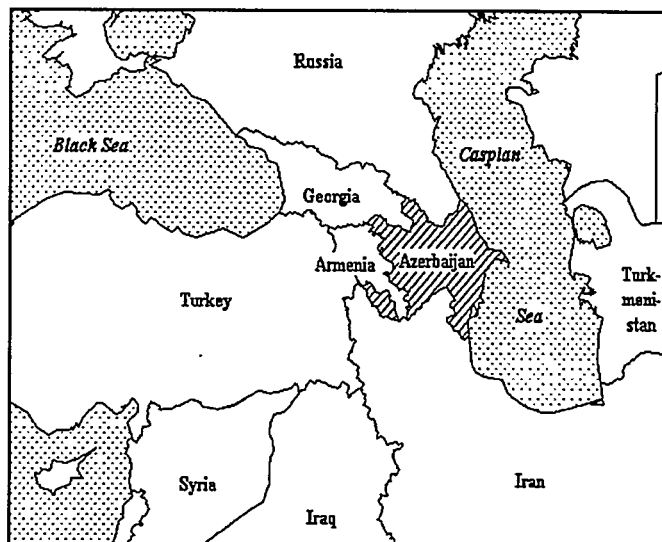 Russia
Black Sea
Caspian
Georgia
Armenia
Azerbaijan
Turkey
Sea
Turk-
meni-
stan
Syria
Iraq
Iran